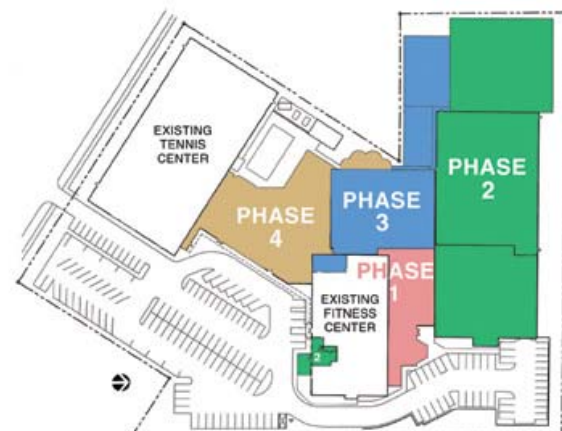 EXISTING
TENNIS
CENTER
PHASE
2
PHASE
3
PHASE
4
PHASE
1
EXISTING
FITNESS
CENTER
2